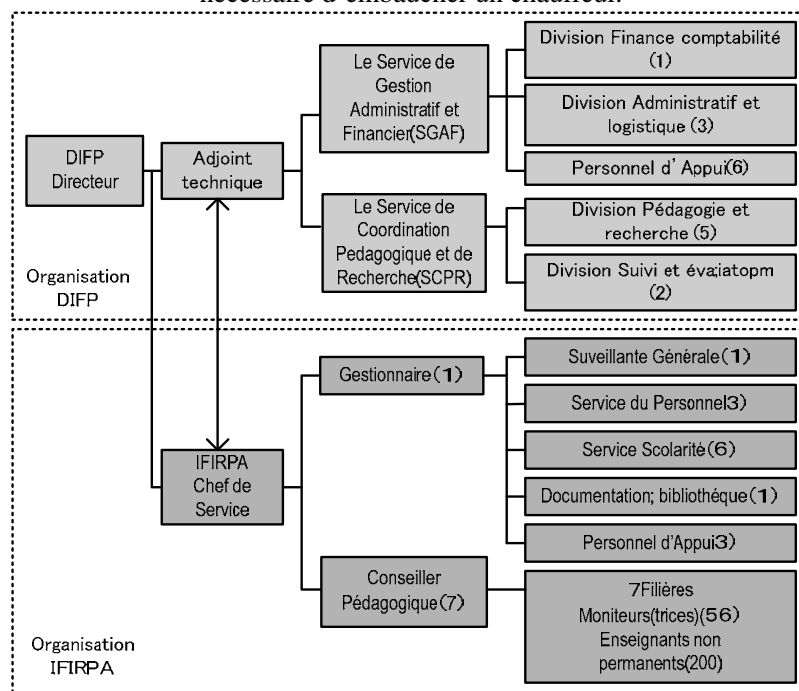 nécessaire d'embaucher un chauffeur.
DIFP
Directeur
Adjoint
technique
Le Service de
Gestion
Administratif et
Financier(SGAF)
Division Finance comptabilité
(1)
Division Administratif et
logistique (3)
Personnel d' Appui(6)
Le Service de
Coordination
Pedagogique et de
Recherche(SCPR)
Division Pédagogie et
recherche (5)
Division Suivi et éva;iatopm
(2)
Organisation
DIFP
IFIRPA
Chef de
Service
Gestionnaire(1)
Suveillante Générale(1)
Service du Personnel3)
Service Scolarité(6)
Documentation; bibliothéque(1)
Personnel d'Appui3)
Conseiller
Pédagogique(7)
7Filières
Moniteurs(trices)(56)
Enseignants non
permanents(200)
Organisation
IFIRPA